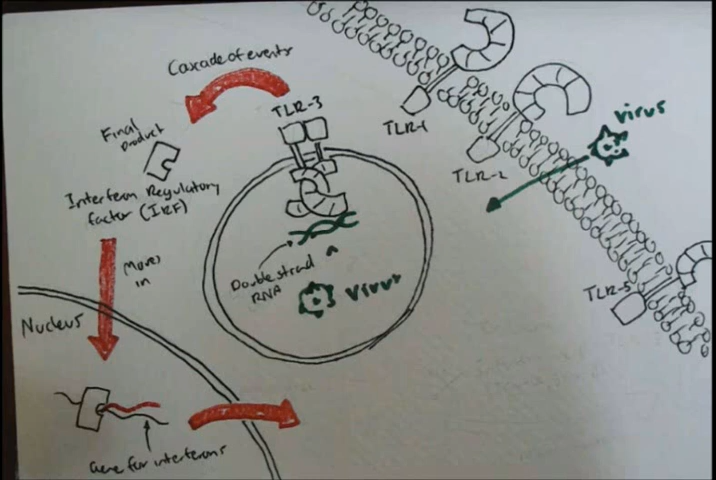 Cascade of events
TLR-3
TLR-1
Virus
TLR-2
Final
product
Interferon Regulatory
factor (IRF)
Moves
in
Double strand
RNA
Virus
TLR-5
Nucleus
Gene for interferons